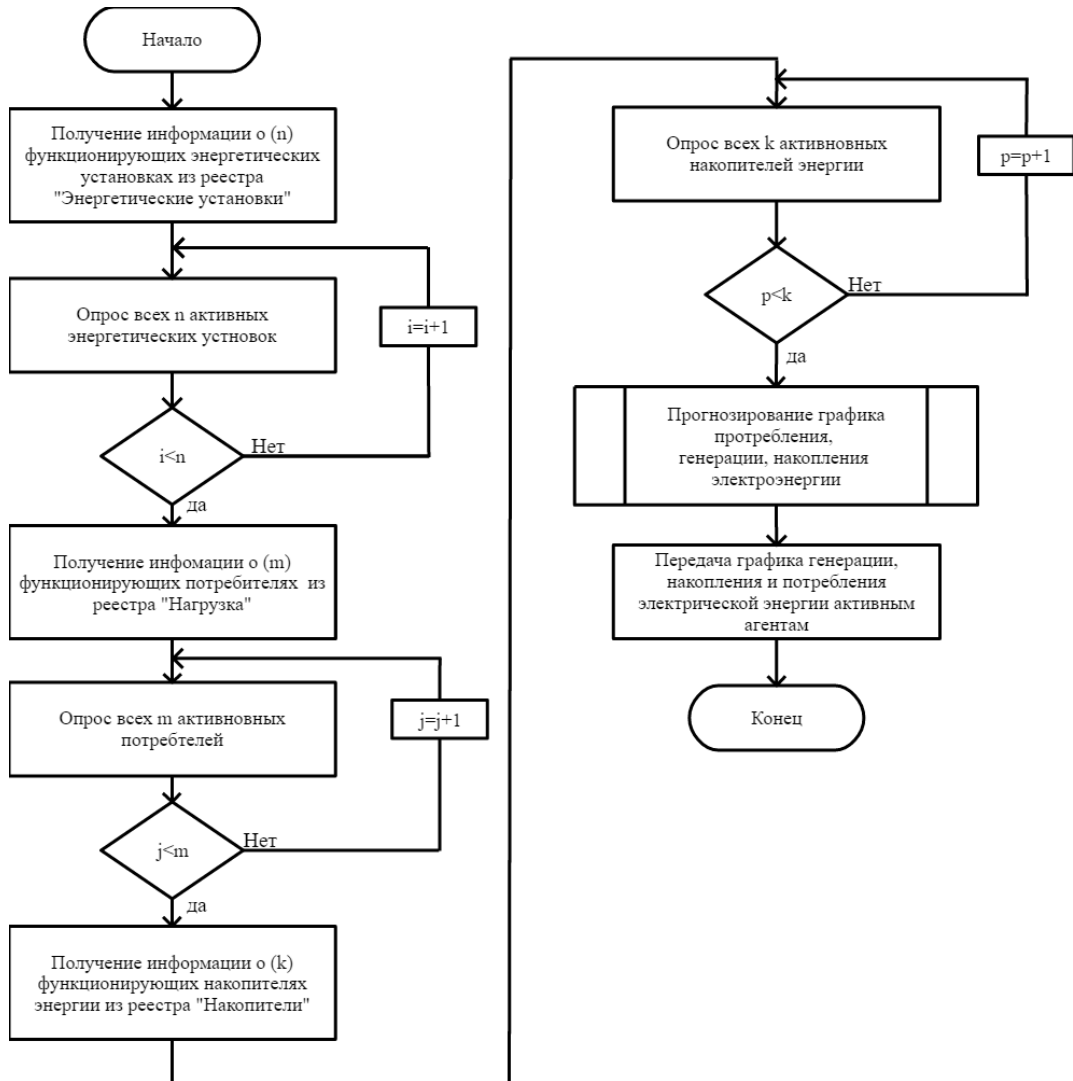 Начало
Получение информации о (n)
функционирующих энергетических
установках из реестра
"Энергетические установки"
Опрос всех n активных
энергетических устновок
i=i+1
i<n
Нет
да
Получение инфомации о (m)
функционирующих потребителях из
реестра "Нагрузка"
Опрос всех m активновных
потребтелей
j=j+1
j<m
Нет
да
Получение информации о (k)
функционирующих накопителях
энергии из реестра "Накопители"
Опрос всех k активновных
накопителей энергии
p=p+1
p<k
Нет
да
Прогнозирование графика
протребления,
генерации, накопления
электроэнергии
Передача графика генерации,
накопления и потребления
электрической энергии активным
агентам
Конец